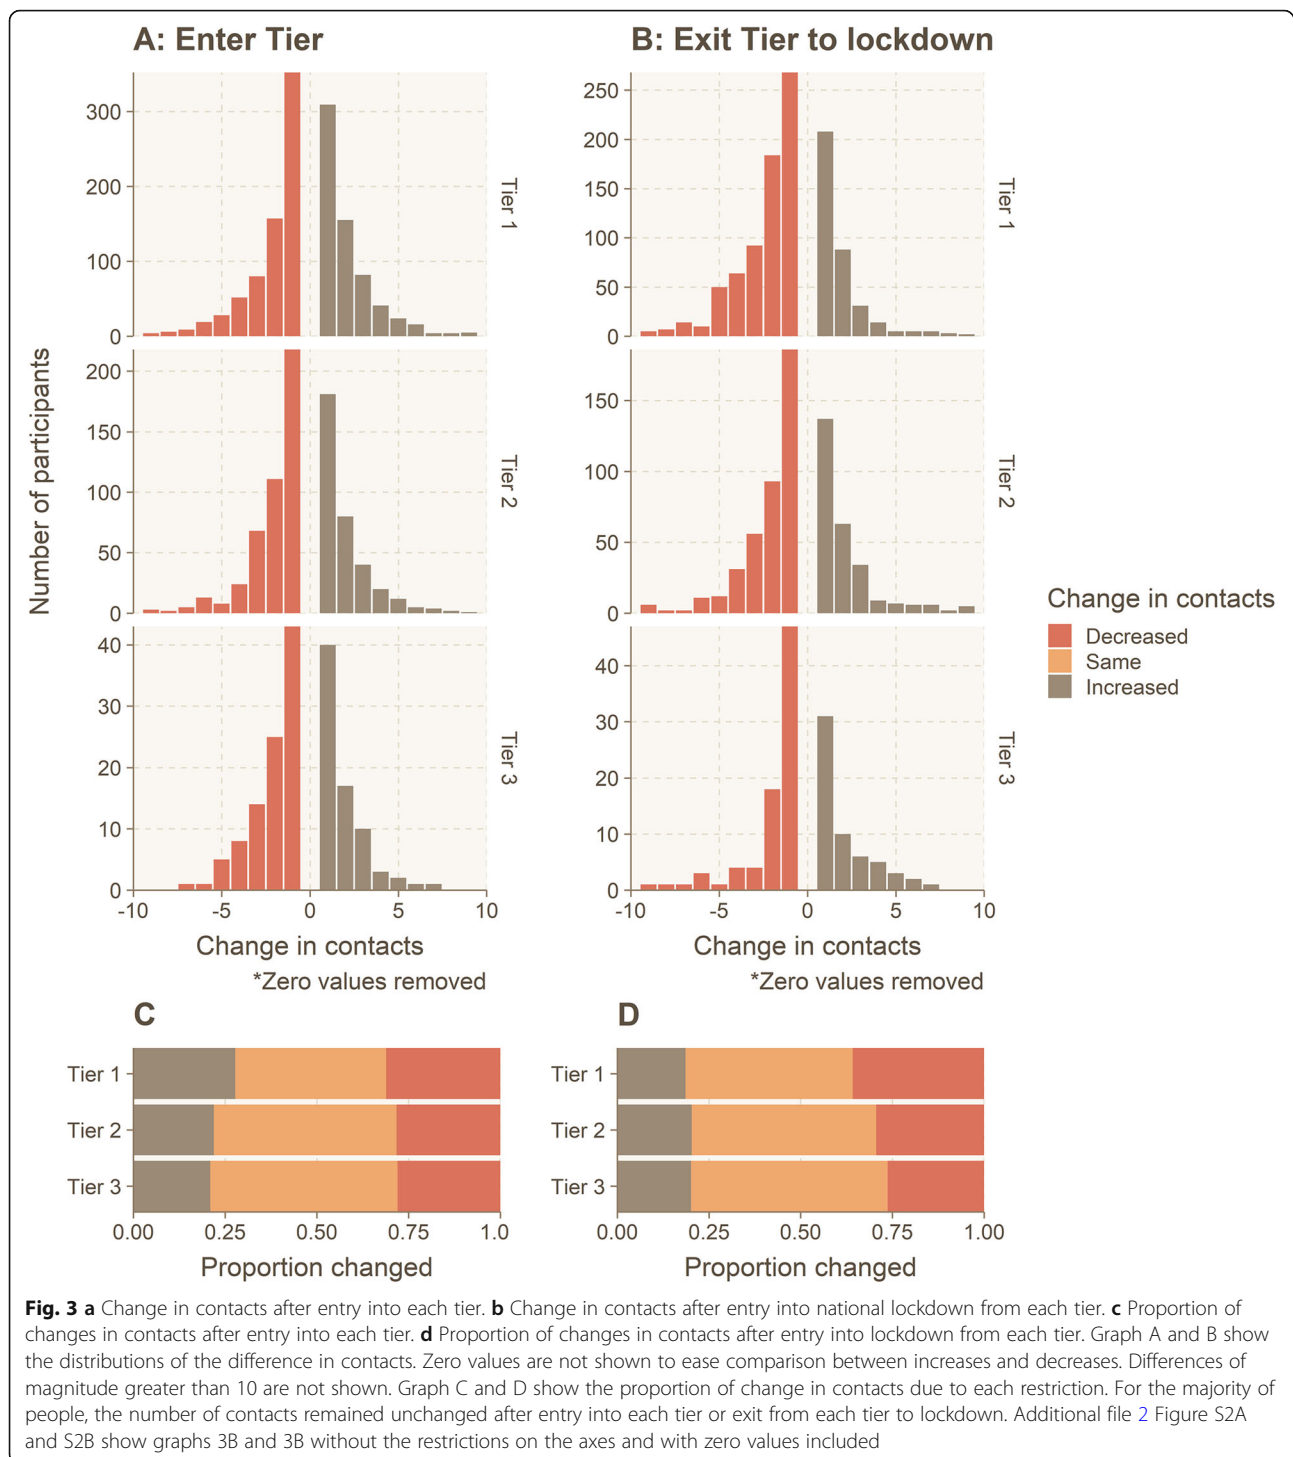 A: Enter Tier
B: Exit Tier to lockdown
Number of participants
300
200
100
0
Tier 1
200
150
100
50
0
Tier 2
40
30
20
10
0
Tier 3
-10 -5 0 5 10
Change in contacts
*Zero values removed
250
200
150
100
50
0
Tier 1
150
100
50
0
Tier 2
40
30
20
10
0
Tier 3
-10 -5 0 5 10
Change in contacts
*Zero values removed
Change in contacts
Decreased
Same
Increased
C
Tier 1
Tier 2
Tier 3
0.00 0.25 0.50 0.75 1.0
Proportion changed
D
Tier 1
Tier 2
Tier 3
0.00 0.25 0.50 0.75 1.00
Proportion changed
Fig. 3 a Change in contacts after entry into each tier. b Change in contacts after entry into national lockdown from each tier. c Proportion of
changes in contacts after entry into each tier. d Proportion of changes in contacts after entry into lockdown from each tier. Graph A and B show
the distributions of the difference in contacts. Zero values are not shown to ease comparison between increases and decreases. Differences of
magnitude greater than 10 are not shown. Graph C and D show the proportion of change in contacts due to each restriction. For the majority of
people, the number of contacts remained unchanged after entry into each tier or exit from each tier to lockdown. Additional file 2 Figure S2A
and S2B show graphs 3B and 3B without the restrictions on the axes and with zero values included